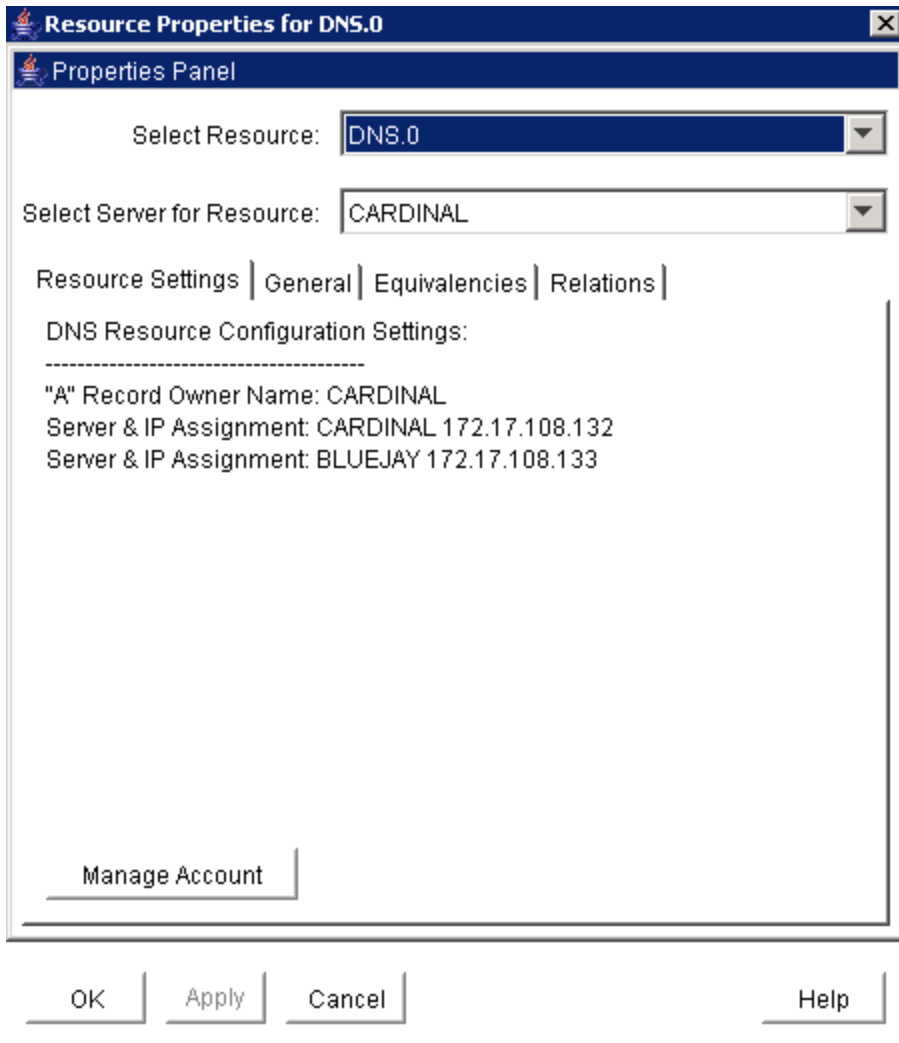 Resource Properties for DNS.0
Properties Panel
Select Resource: DNS.0
Select Server for Resource: CARDINAL
Resource Settings General Equivalencies Relations
DNS Resource Configuration Settings:
----------------------------------------
"A" Record Owner Name: CARDINAL
Server & IP Assignment: CARDINAL 172.17.108.132
Server & IP Assignment: BLUEJAY 172.17.108.133
Manage Account
OK Apply Cancel Help